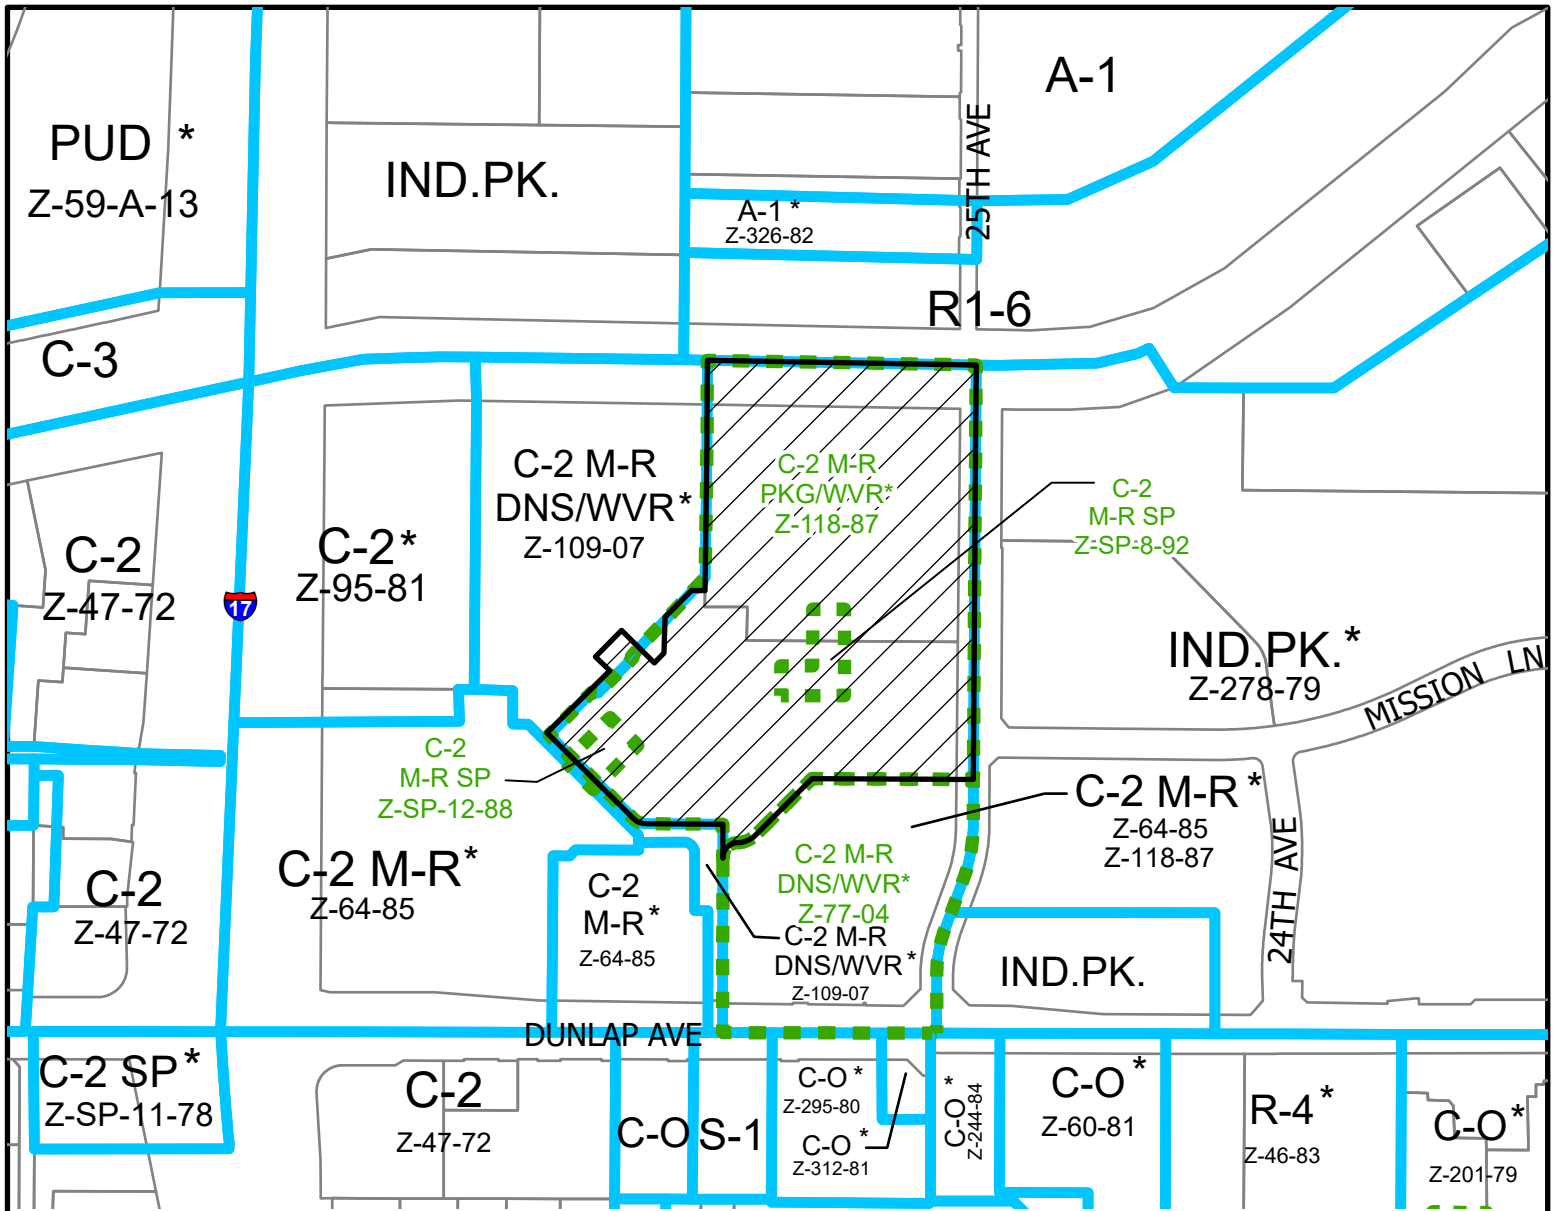 A-1
PUD *
Z-59-A-13
IND.PK.
25TH AVE
A-1 *
Z-326-82
R1-6
C-3
C-2 M-R
DNS/WVR*
Z-109-07
C-2 M-R
PKG/WVR*
Z-118-87
C-2
M-R SP
Z-SP-8-92
C-2
Z-47-72
17
C-2*
Z-95-81
IND.PK.*
Z-278-79
MISSION LN
C-2
M-R SP
Z-SP-12-88
C-2 M-R*
Z-64-85
Z-118-87
24TH AVE
C-2
Z-47-72
C-2 M-R*
Z-64-85
C-2
M-R*
Z-64-85
C-2 M-R
DNS/WVR*
Z-77-04
C-2 M-R
DNS/WVR*
Z-109-07
IND.PK.
DUNLAP AVE
C-2 SP*
Z-SP-11-78
C-2
Z-47-72
C-O
S-1
C-O*
Z-295-80
C-O*
Z-312-81
C-O*
Z-244-84
C-O*
Z-60-81
R-4*
Z-46-83
C-O*
Z-201-79